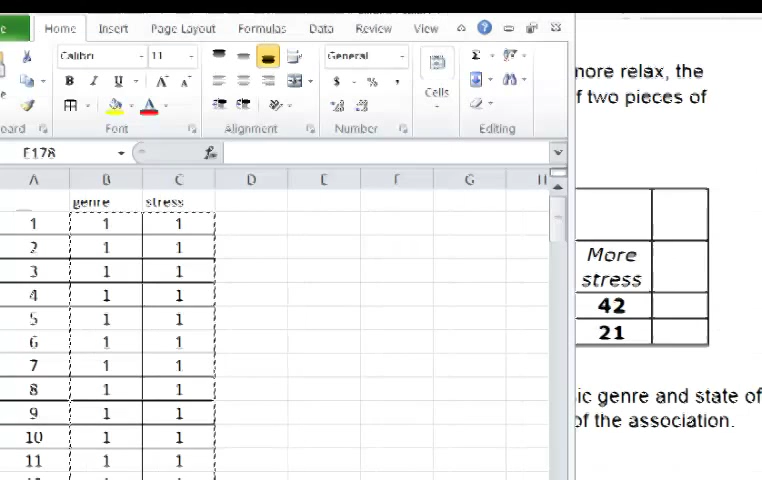 Home Insert Page Layout Formulas Data Review View
Calibri 11 General
B I U $ % , Cells
Font Alignment Number Editing
E178 fx
A B C D E F G H
genre stress
1 1 1
2 1 1
3 1 1
4 1 1
5 1 1
6 1 1
7 1 1
8 1 1
9 1 1
10 1 1
11 1 1
more relax, the
f two pieces of
More
stress
42
21
ic genre and state of
of the association.